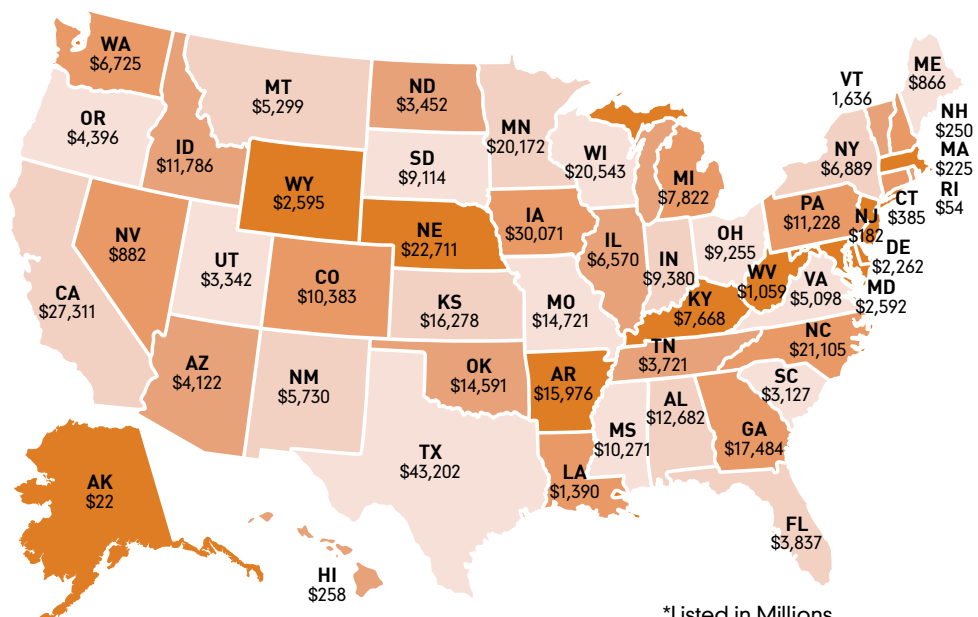 WA
$6,725
OR
$4,396
ID
$11,786
MT
$5,299
ND
$3,452
SD
$9,114
MN
$20,172
WI
$20,543
MI
$7,822
VT
1,636
ME
$866
NH
$250
MA
$225
RI
$54
CT
$385
NY
$6,889
PA
$11,228
NJ
$182
DE
$2,262
MD
$2,592
WY
$2,595
NE
$22,711
IA
$30,071
IL
$6,570
IN
$9,380
OH
$9,255
WV
$1,059
VA
$5,098
KY
$7,668
NV
$882
UT
$3,342
CO
$10,383
CA
$27,311
KS
$16,278
MO
$14,721
TN
$3,721
NC
$21,105
SC
$3,127
AZ
$4,122
NM
$5,730
OK
$14,591
AR
$15,976
MS
$10,271
AL
$12,682
GA
$17,484
TX
$43,202
LA
$1,390
FL
$3,837
AK
$22
HI
$258
*Listed in Millions